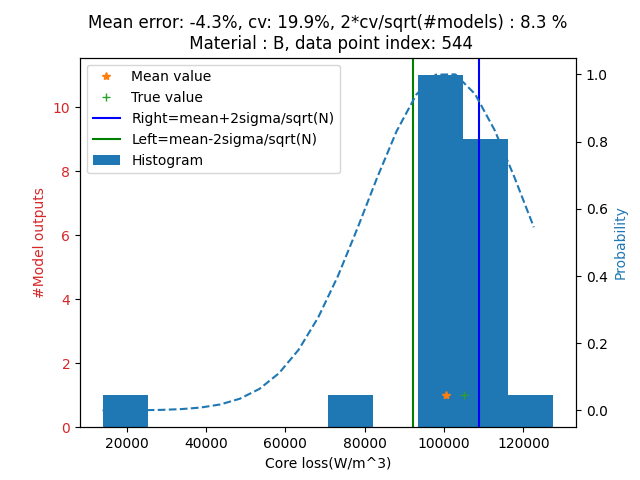 Mean error: -4.3%, cv: 19.9%, 2*cv/sqrt(#models) : 8.3 %
Material : B, data point index: 544
Mean value
True value
Right=mean+2sigma/sqrt(N)
Left=mean-2sigma/sqrt(N)
Histogram
#Model outputs
10
8
6
4
2
0
1.0
0.8
0.6
0.4
0.2
0.0
Probability
20000 40000 60000 80000 100000 120000
Core loss(W/m^3)